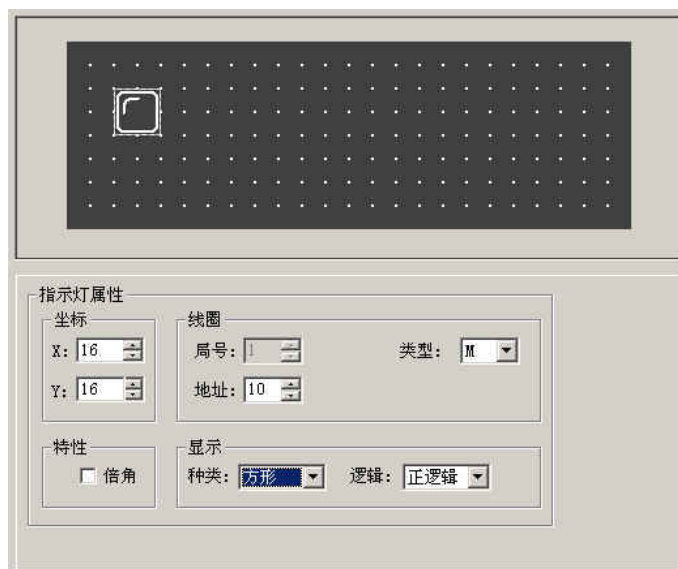 指示灯属性
坐标
线圈
X: 16
局号: 1
类型: M
Y: 16
地址: 10
特性
显示
倍角
种类: 方形
逻辑: 正逻辑